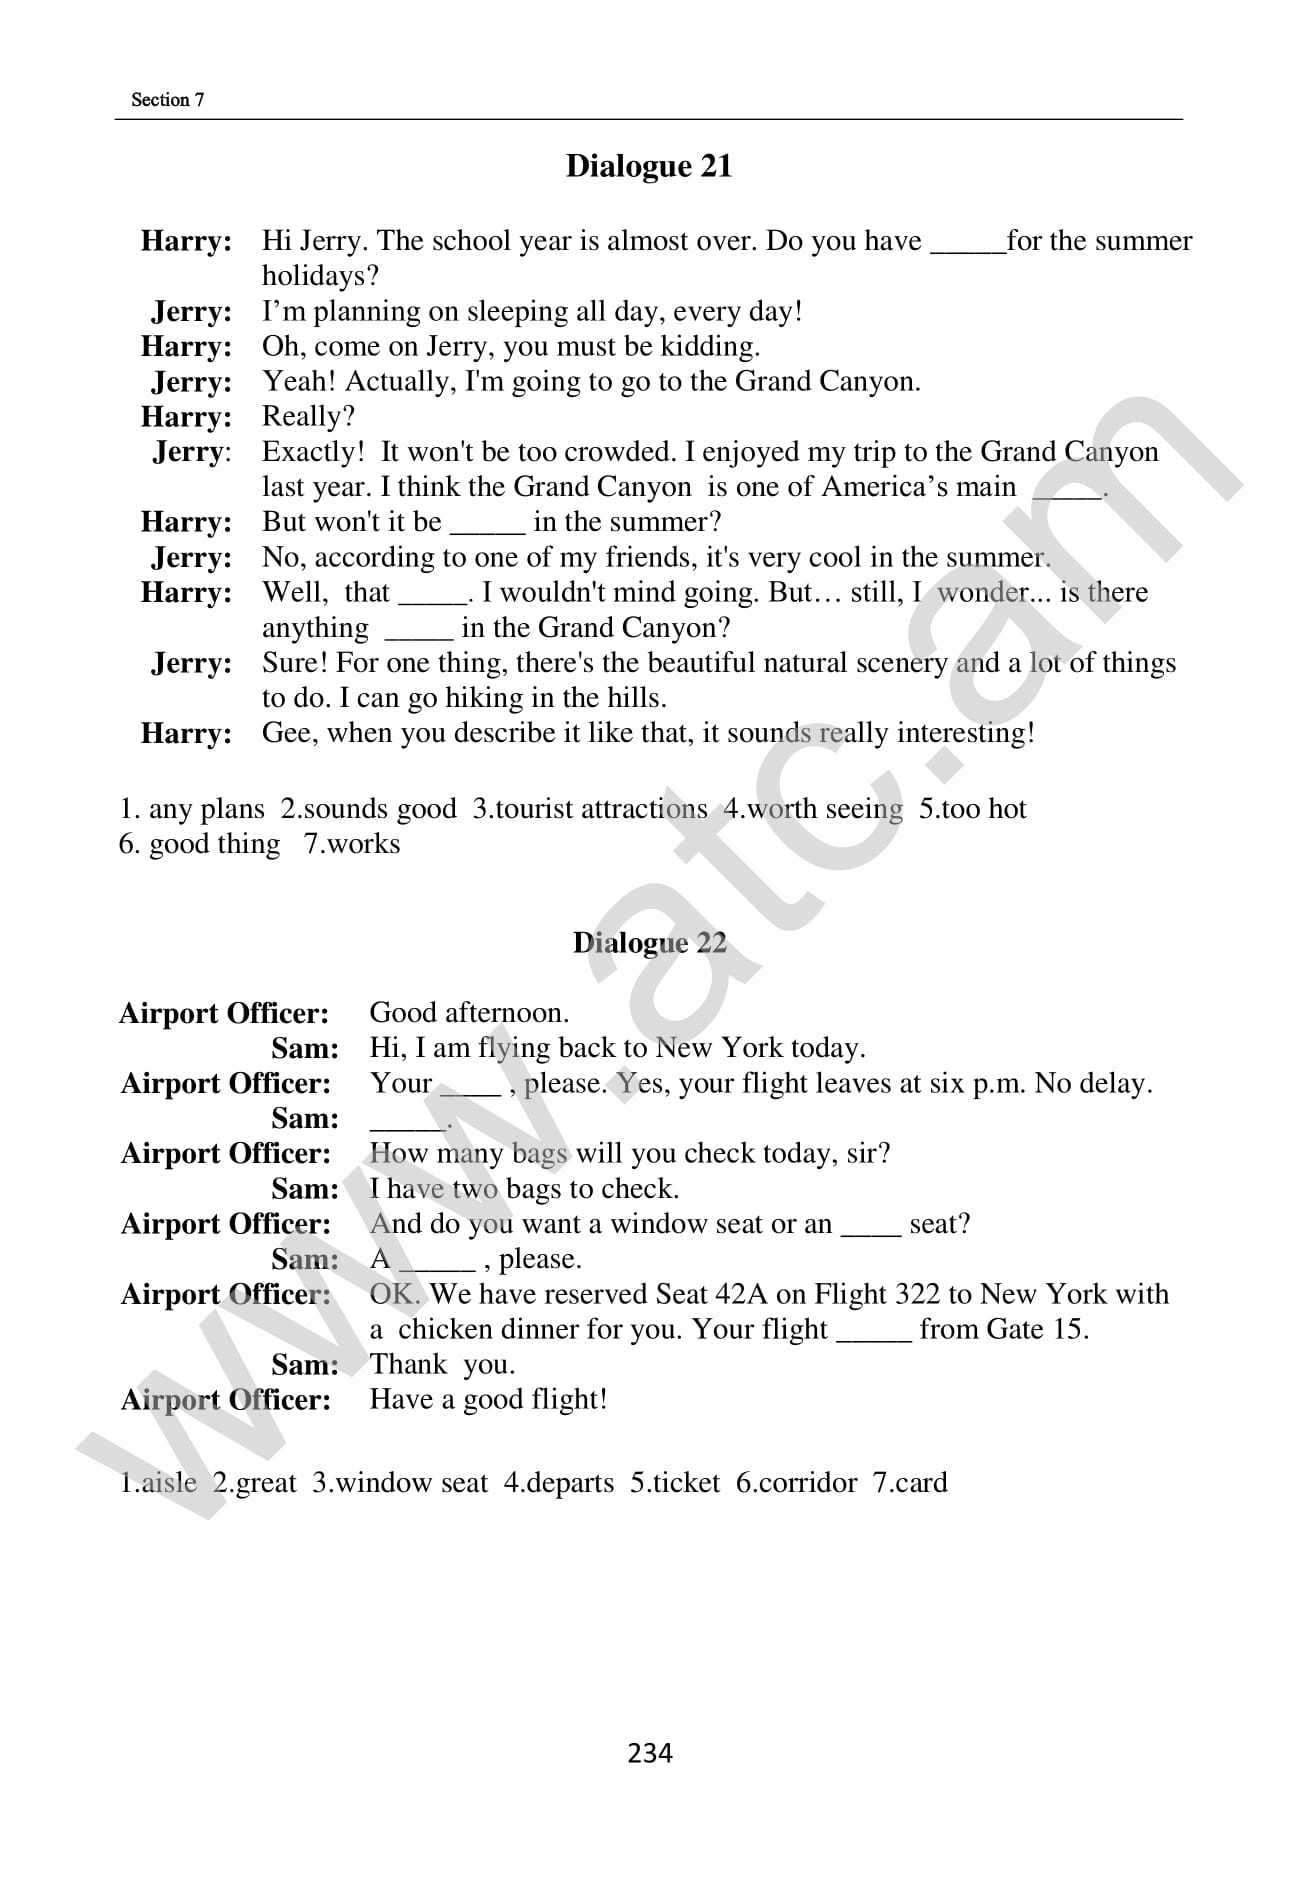 Section 7
Dialogue 21
Harry: Hi Jerry. The school year is almost over. Do you have _____for the summer
holidays?
Jerry: I’m planning on sleeping all day, every day!
Harry: Oh, come on Jerry, you must be kidding.
Jerry: Yeah! Actually, I'm going to go to the Grand Canyon.
Harry: Really?
Jerry: Exactly!  It won't be too crowded. I enjoyed my trip to the Grand Canyon
last year. I think the Grand Canyon  is one of America’s main  _____.
Harry: But won't it be _____ in the summer?
Jerry: No, according to one of my friends, it's very cool in the summer.
Harry: Well,  that _____. I wouldn't mind going. But… still, I  wonder... is there
anything  _____ in the Grand Canyon?
Jerry: Sure! For one thing, there's the beautiful natural scenery and a lot of things
to do. I can go hiking in the hills.
Harry: Gee, when you describe it like that, it sounds really interesting!
1. any plans  2.sounds good  3.tourist attractions  4.worth seeing  5.too hot
6. good thing   7.works
Dialogue 22
Airport Officer: Good afternoon.
Sam: Hi, I am flying back to New York today.
Airport Officer: Your ____ , please. Yes, your flight leaves at six p.m. No delay.
Sam: _____.
Airport Officer: How many bags will you check today, sir?
Sam: I have two bags to check.
Airport Officer: And do you want a window seat or an ____ seat?
Sam: A _____ , please.
Airport Officer: OK. We have reserved Seat 42A on Flight 322 to New York with
a  chicken dinner for you. Your flight _____ from Gate 15.
Sam: Thank  you.
Airport Officer: Have a good flight!
1.aisle  2.great  3.window seat  4.departs  5.ticket  6.corridor  7.card
234
www.atc.am